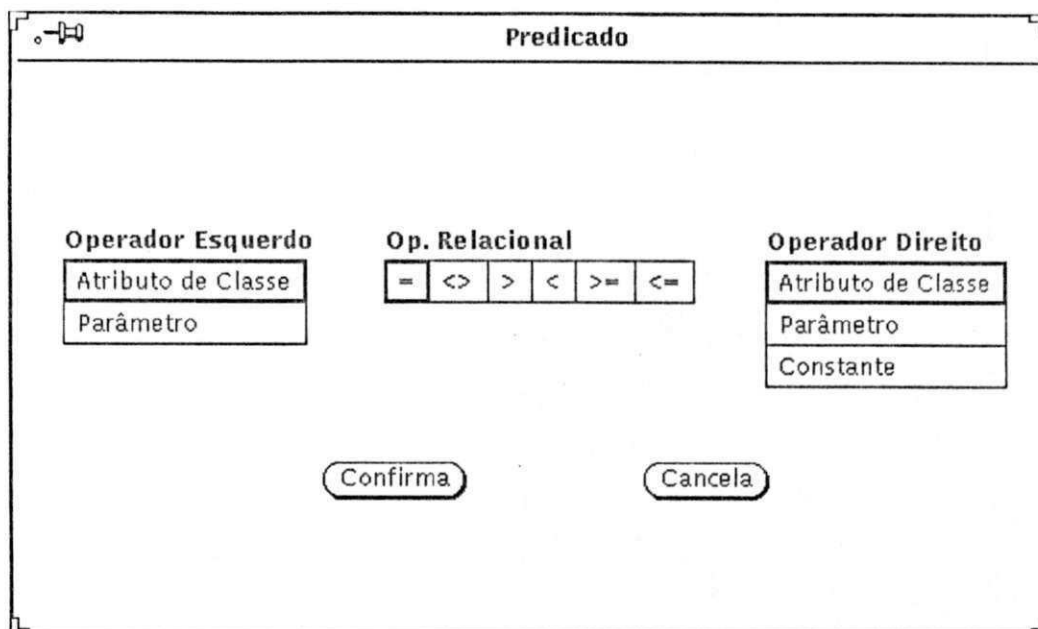 Predicado
Operador Esquerdo
Atributo de Classe
Parâmetro
Op. Relacional
= <> > < >= <=
Operador Direito
Atributo de Classe
Parâmetro
Constante
Confirma
Cancela